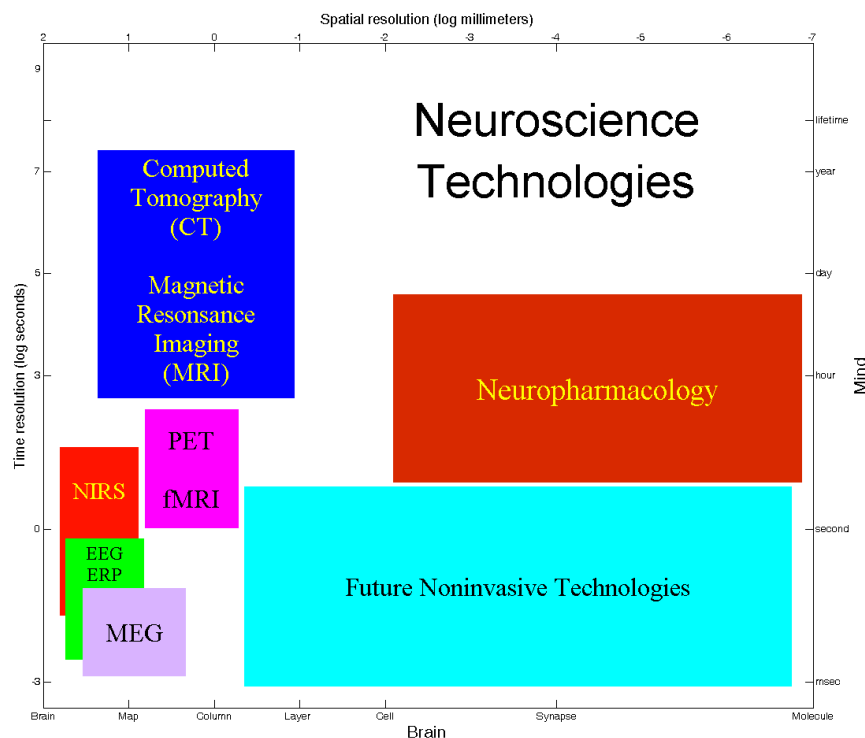 Spatial resolution (log millimeters)
2 1 0 -1 -2 -3 -4 -5 -6 -7
Neuroscience
Technologies
9
7
5
3
0
-3
Time resolution (log seconds)
lifetime
year
day
hour
second
msec
Mind
Computed
Tomography
(CT)
Magnetic
Resonsance
Imaging
(MRI)
Neuropharmacology
PET
fMRI
NIRS
EEG
ERP
MEG
Future Noninvasive Technologies
Brain Map Column Layer Cell Synapse Molecule
Brain